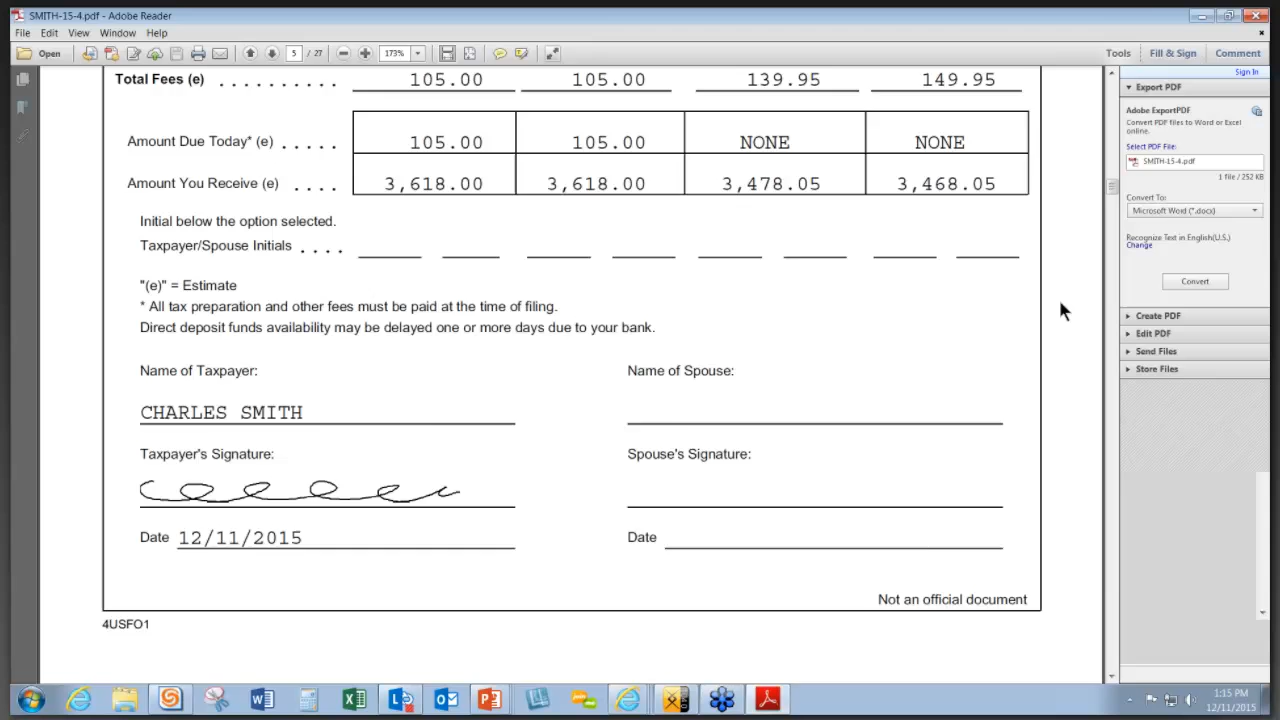 SMITH-15-4.pdf - Adobe Reader
File Edit View Window Help
Open 5 / 27 173% Tools Fill & Sign Comment
Sign In
Total Fees (e) . . . . . . . . . . 105.00 105.00 139.95 149.95
Amount Due Today* (e) . . . . . 105.00 105.00 NONE NONE
Amount You Receive (e) . . . . 3,618.00 3,618.00 3,478.05 3,468.05
Initial below the option selected.
Taxpayer/Spouse Initials . . . .
"(e)" = Estimate
* All tax preparation and other fees must be paid at the time of filing.
Direct deposit funds availability may be delayed one or more days due to your bank.
Name of Taxpayer: Name of Spouse:
CHARLES SMITH
Taxpayer's Signature: Spouse's Signature:
Date 12/11/2015 Date
Not an official document
4USFO1
Export PDF
Adobe ExportPDF
Convert PDF files to Word or Excel
online.
Select PDF File:
SMITH-15-4.pdf
1 file / 252 KB
Convert To:
Microsoft Word (*.docx)
Recognize Text in English(U.S.)
Change
Convert
Create PDF
Edit PDF
Send Files
Store Files
1:15 PM
12/11/2015